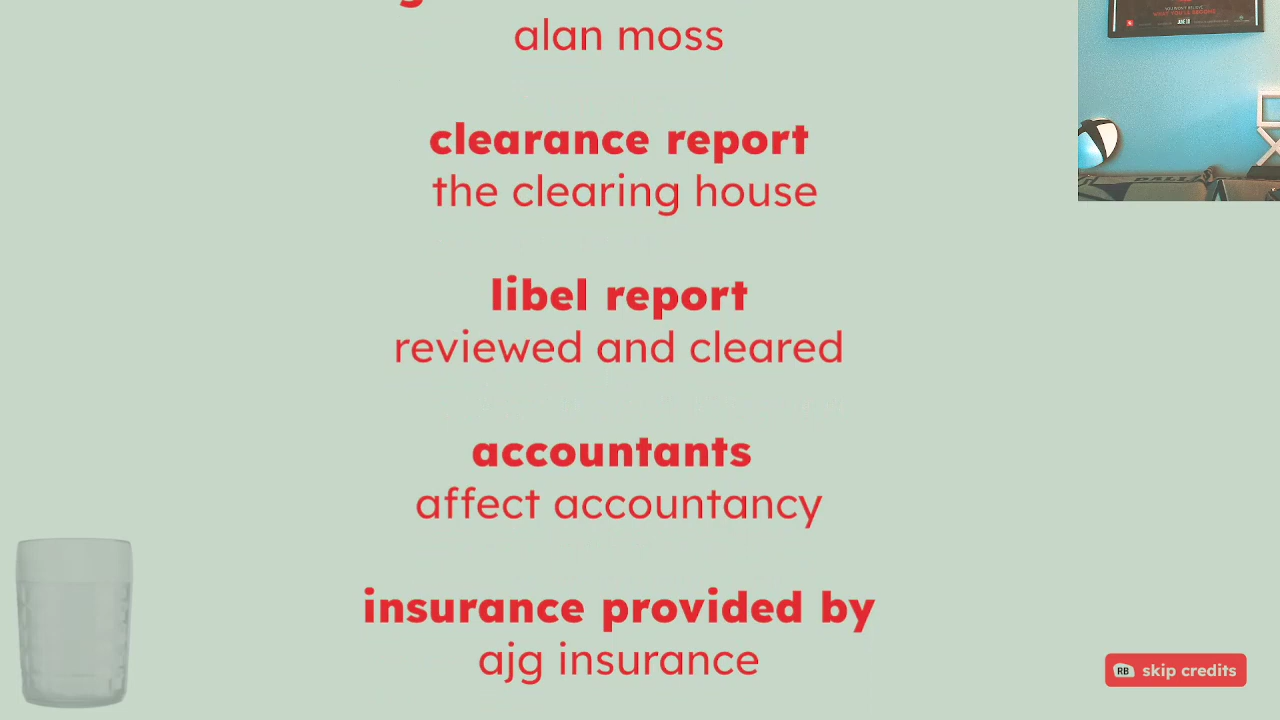 alan moss
clearance report
the clearing house
libel report
reviewed and cleared
accountants
affect accountancy
insurance provided by
ajg insurance
RB skip credits